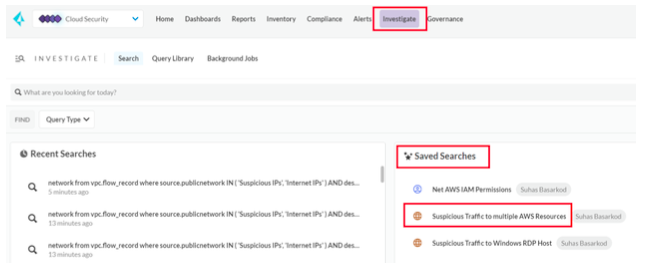 Cloud Security
Home Dashboards Reports Inventory Compliance Alerts Investigate Governance
INVESTIGATE Search Query Library Background Jobs
What are you looking for today?
FIND Query Type
Recent Searches
network from vpc.flow_record where source.publicnetwork IN ( 'Suspicious IPs', 'Internet IPs' ) AND des...
5 minutes ago
network from vpc.flow_record where source.publicnetwork IN ( 'Suspicious IPs', 'Internet IPs' ) AND des...
13 minutes ago
network from vpc.flow_record where source.publicnetwork IN ( 'Suspicious IPs', 'Internet IPs' ) AND des...
13 minutes ago
Saved Searches
Net AWS IAM Permissions Suhas Basarkod
Suspicious Traffic to multiple AWS Resources Suhas Basarkod
Suspicious Traffic to Windows RDP Host Suhas Basarkod